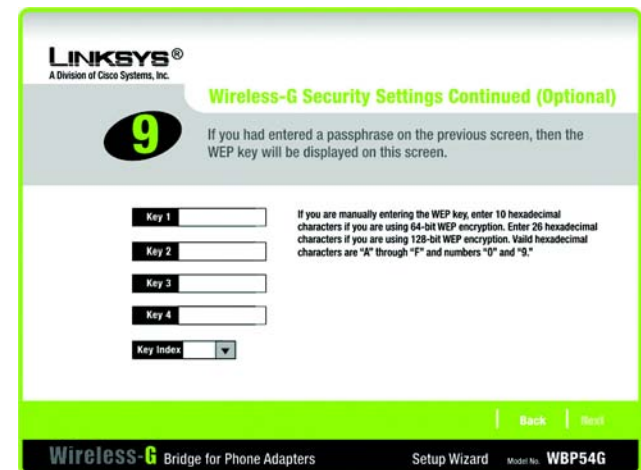 LINKSYS®
A Division of Cisco Systems, Inc.
Wireless-G Security Settings Continued (Optional)
9
If you had entered a passphrase on the previous screen, then the
WEP key will be displayed on this screen.
Key 1
If you are manually entering the WEP key, enter 10 hexadecimal
characters if you are using 64-bit WEP encryption. Enter 26 hexadecimal
characters if you are using 128-bit WEP encryption. Vaild hexadecimal
characters are “A” through “F” and numbers “0” and “9.”
Key 2
Key 3
Key 4
Key Index
Back
Next
Wireless-G Bridge for Phone Adapters
Setup Wizard
Model No. WBP54G